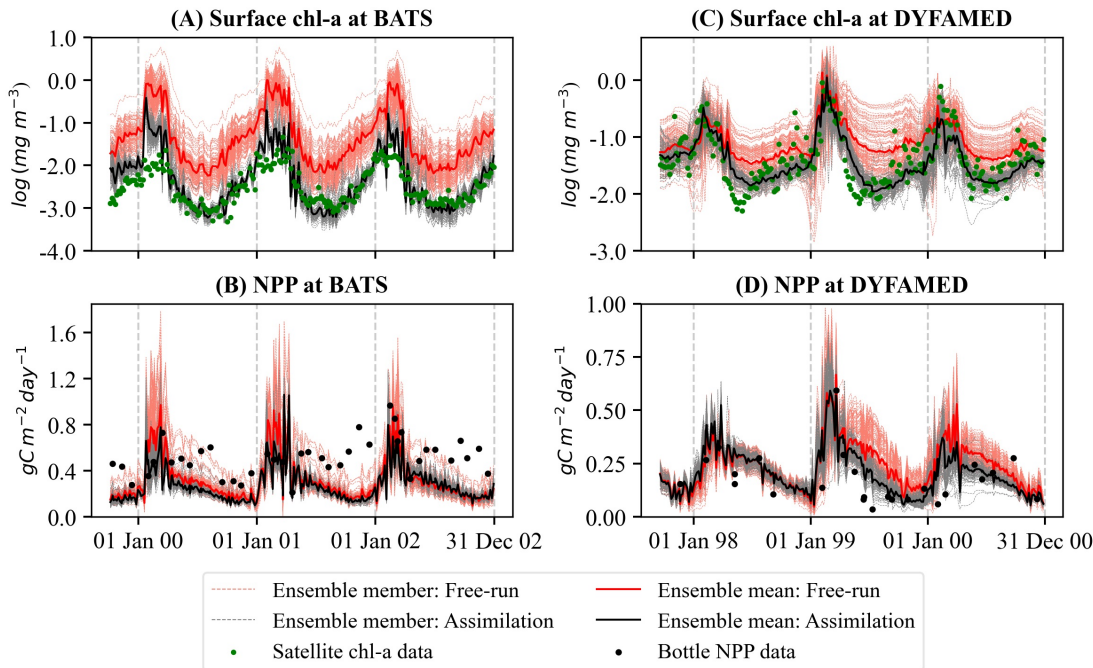 (A) Surface chl-a at BATS
(C) Surface chl-a at DYFAMED
log (mg m⁻³)
1.0
0.0
-1.0
-2.0
-3.0
-4.0
log (mg m⁻³)
0.0
-1.0
-2.0
-3.0
(B) NPP at BATS
(D) NPP at DYFAMED
gC m⁻² day⁻¹
1.6
1.2
0.8
0.4
0.0
gC m⁻² day⁻¹
1.00
0.75
0.50
0.25
0.00
01 Jan 00 01 Jan 01 01 Jan 02 31 Dec 02
01 Jan 98 01 Jan 99 01 Jan 00 31 Dec 00
Ensemble member: Free-run
Ensemble member: Assimilation
Satellite chl-a data
Ensemble mean: Free-run
Ensemble mean: Assimilation
Bottle NPP data